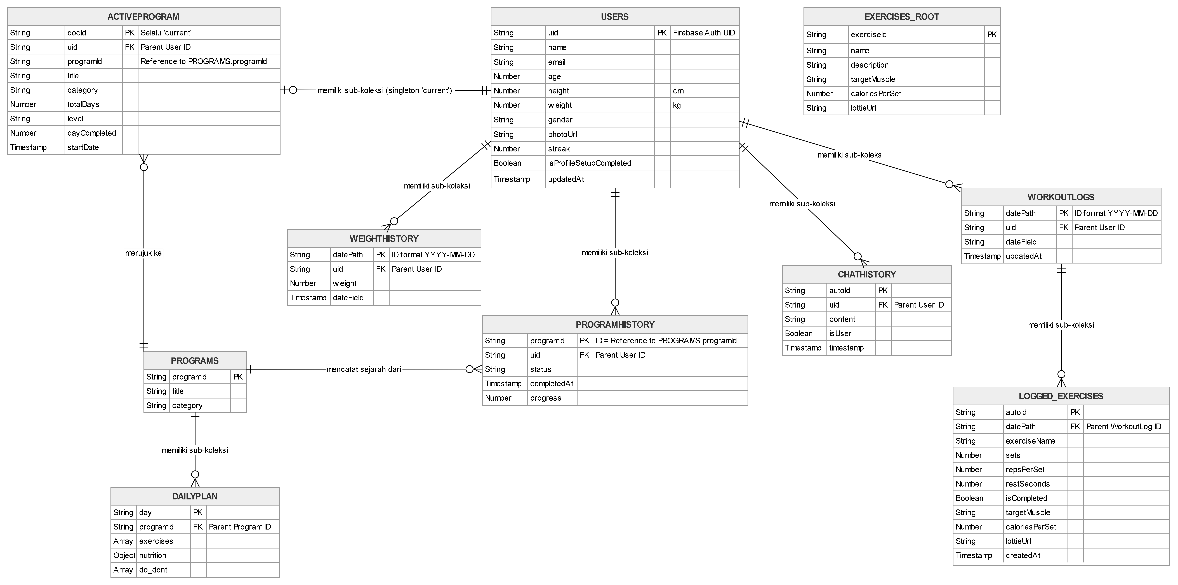 ACTIVEPROGRAM
String docId PK Selalu 'current'
String uid FK Parent User ID
String programId Reference to PROGRAMS.programId
String title
String category
Number totalDays
String level
Number dayCompleted
Timestamp startDate
memiliki sub-koleksi (singleton 'current')
USERS
String uid PK Firebase Auth UID
String name
String email
Number age
Number height cm
Number weight kg
String gender
String photoUrl
Number streak
Boolean isProfileSetupCompleted
Timestamp updatedAt
EXERCISES_ROOT
String exerciseId PK
String name
String description
String targetMuscle
Number caloriesPerSet
String lottieUrl
memiliki sub-koleksi
memiliki sub-koleksi
memiliki sub-koleksi
WORKOUTLOGS
String datePath PK ID format YYYY-MM-DD
String uid FK Parent User ID
String dateField
Timestamp updatedAt
WEIGHTHISTORY
String datePath PK ID format YYYY-MM-DD
String uid FK Parent User ID
Number weight
Timestamp dateField
merujuk ke
memiliki sub-koleksi
CHATHISTORY
String autoId PK
String uid FK Parent User ID
String content
Boolean isUser
Timestamp timestamp
PROGRAMHISTORY
String programId PK ID = Reference to PROGRAMS.programId
String uid FK Parent User ID
String status
Timestamp completedAt
Number progress
memiliki sub-koleksi
PROGRAMS
String programId PK
String title
String category
mencatat sejarah dari
memiliki sub-koleksi
LOGGED_EXERCISES
String autoId PK
String datePath FK Parent WorkoutLog ID
String exerciseName
Number sets
Number repsPerSet
Number restSeconds
Boolean isCompleted
String targetMuscle
Number caloriesPerSet
String lottieUrl
Timestamp createdAt
DAILYPLAN
String day PK
String programId FK Parent Program ID
Array exercises
Object nutrition
Array do_dont